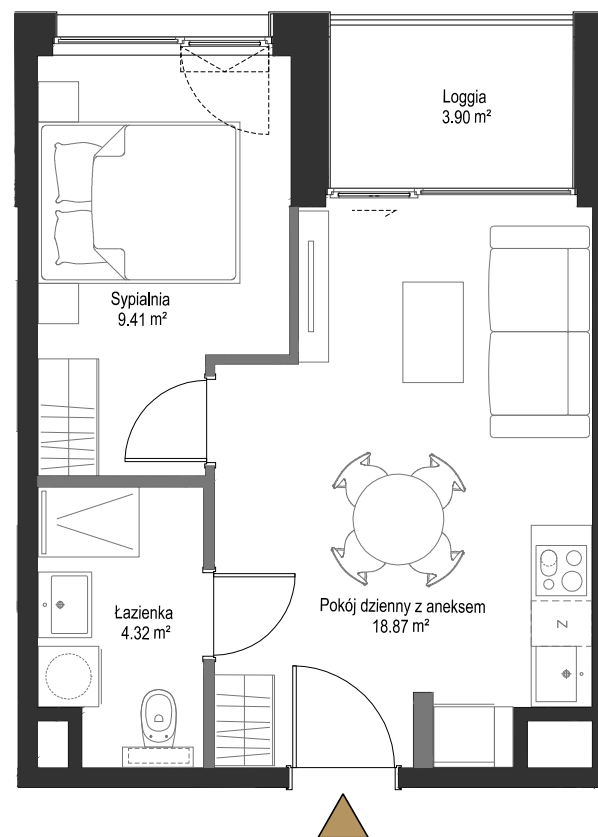 Loggia
3.90 m²
Sypialnia
9.41 m²
Pokój dzienny z aneksem
18.87 m²
Łazienka
4.32 m²
Z